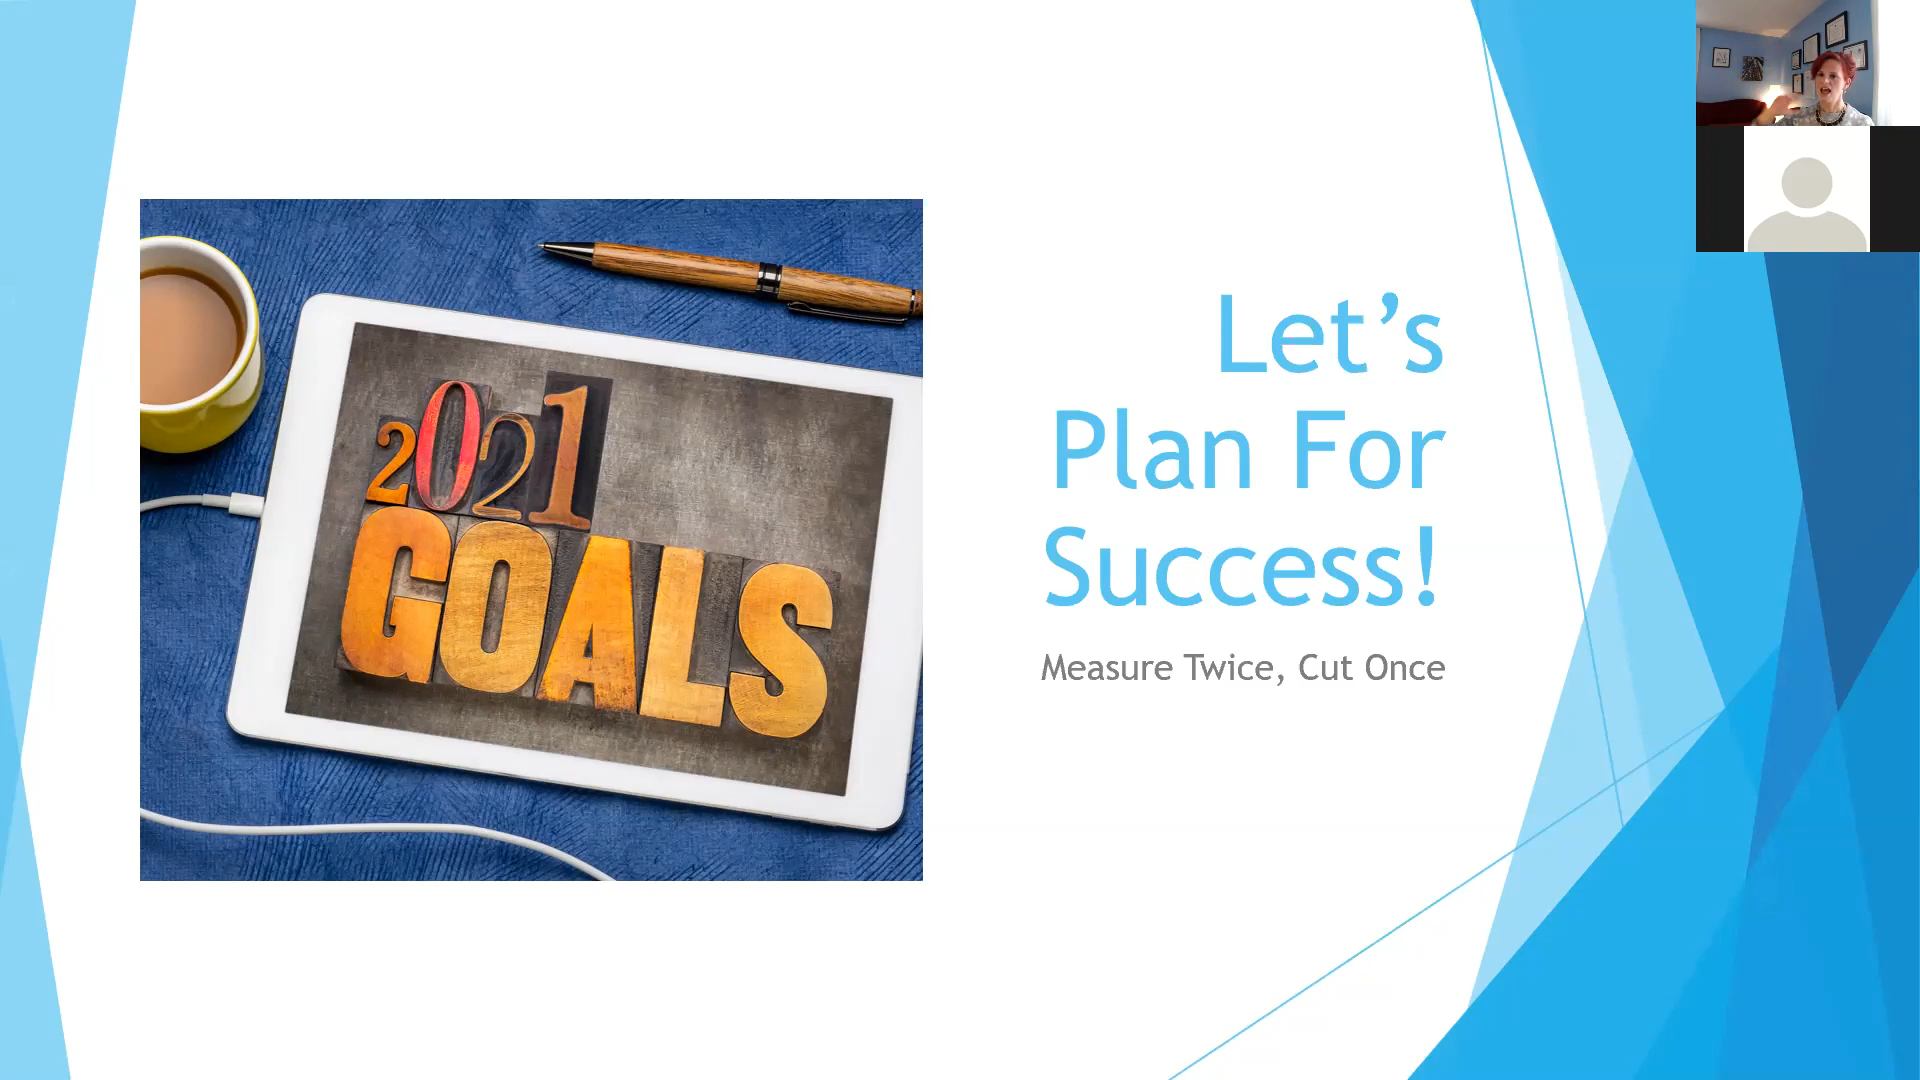 2021
GOALS
Let’s
Plan For
Success!
Measure Twice, Cut Once